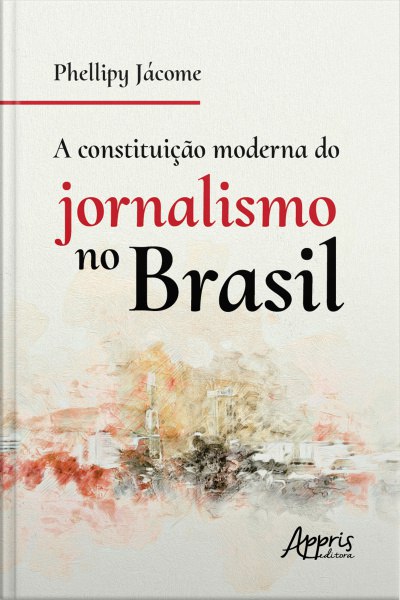 Phellipy Jácome
A constituição moderna do
jornalismo
no Brasil
Appris
editora